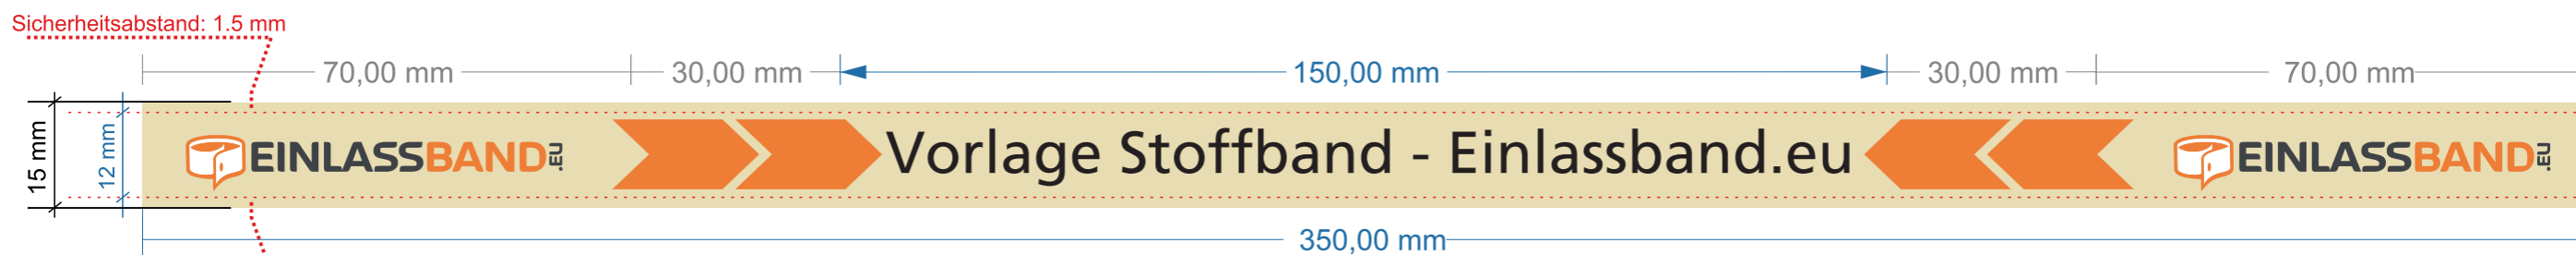 Sicherheitsabstand: 1.5 mm
70,00 mm 30,00 mm 150,00 mm 30,00 mm 70,00 mm
15 mm
12 mm
EINLASSBAND.EU Vorlage Stoffband - Einlassband.eu EINLASSBAND.EU
350,00 mm